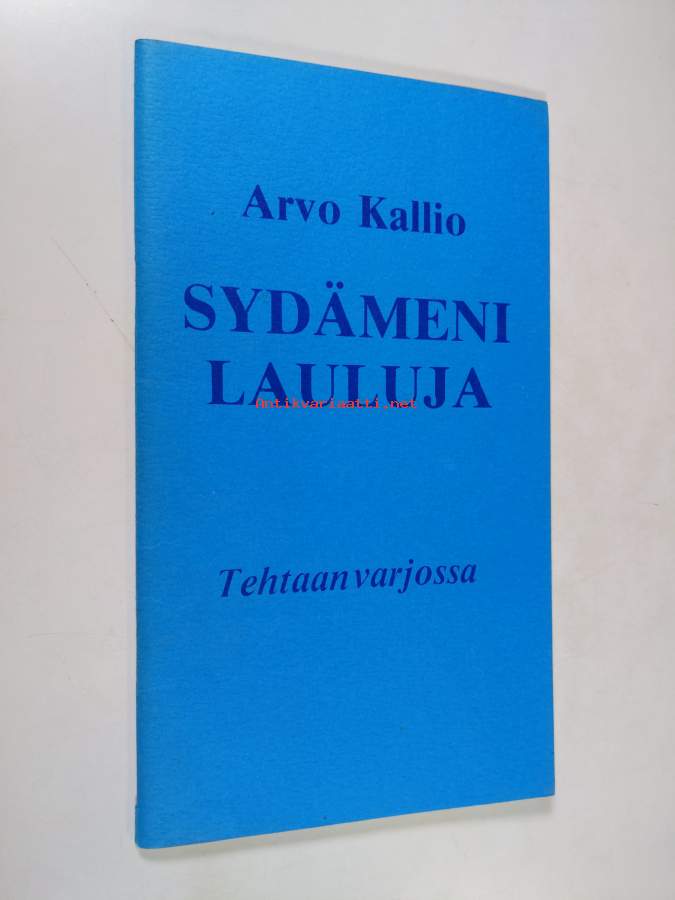 Arvo Kallio
SYDÄMENI
LAULUJA
Antikvariaatti.net
Tehtaanvarjossa